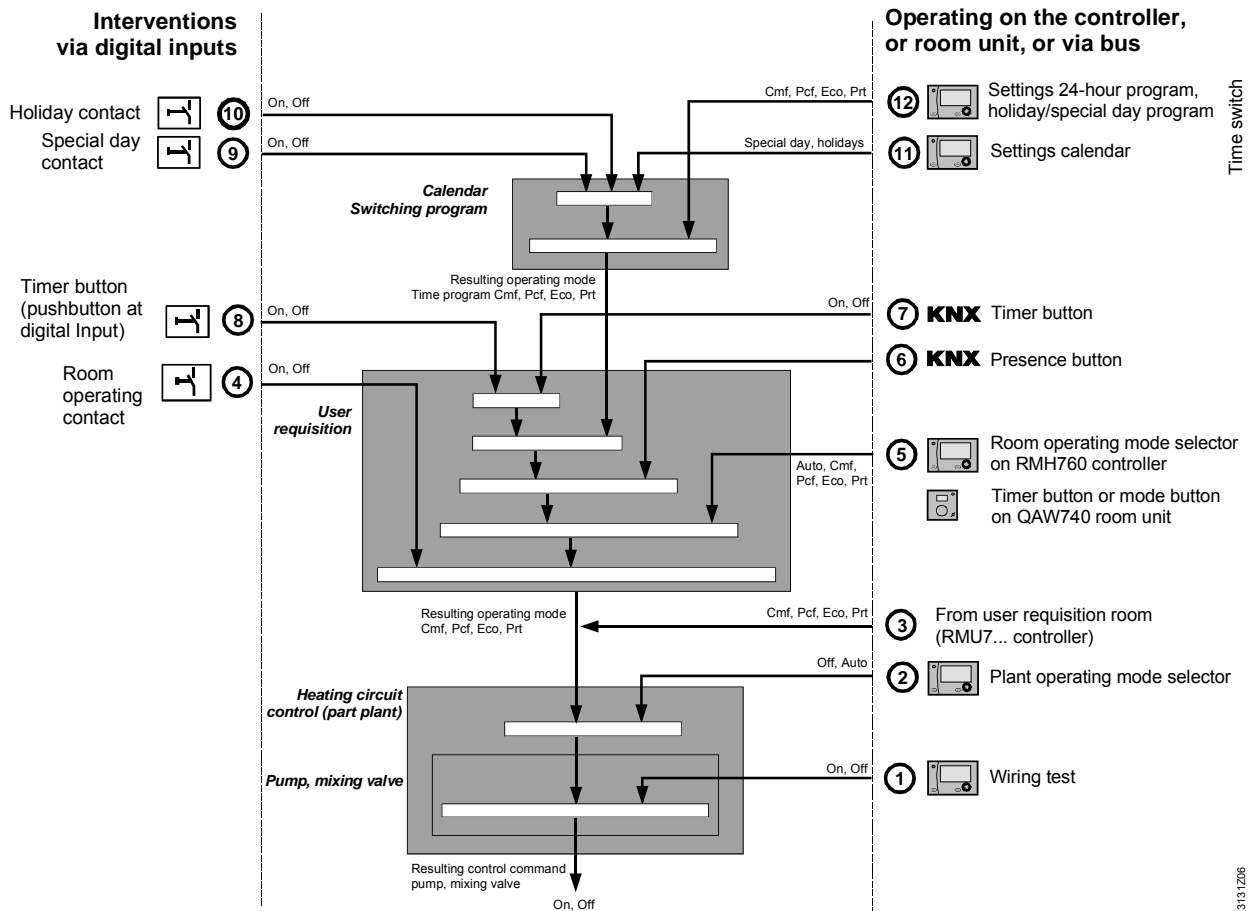 Interventions
via digital inputs
Operating on the controller,
or room unit, or via bus
Holiday contact
10
On, Off
Special day
contact
9
On, Off
Cmf, Pcf, Eco, Prt
12
Settings 24-hour program,
holiday/special day program
Special day, holidays
11
Settings calendar
Time switch
Calendar
Switching program
Resulting operating mode
Time program Cmf, Pcf, Eco, Prt
Timer button
(pushbutton at
digital Input)
8
On, Off
On, Off
7
KNX Timer button
6
KNX Presence button
Room
operating
contact
4
On, Off
User
requisition
Auto, Cmf,
Pcf, Eco, Prt
5
Room operating mode selector
on RMH760 controller
Timer button or mode button
on QAW740 room unit
Resulting operating mode
Cmf, Pcf, Eco, Prt
Cmf, Pcf, Eco, Prt
3
From user requisition room
(RMU7... controller)
Off, Auto
2
Plant operating mode selector
Heating circuit
control (part plant)
Pump, mixing valve
On, Off
1
Wiring test
Resulting control command
pump, mixing valve
On, Off
3131Z06